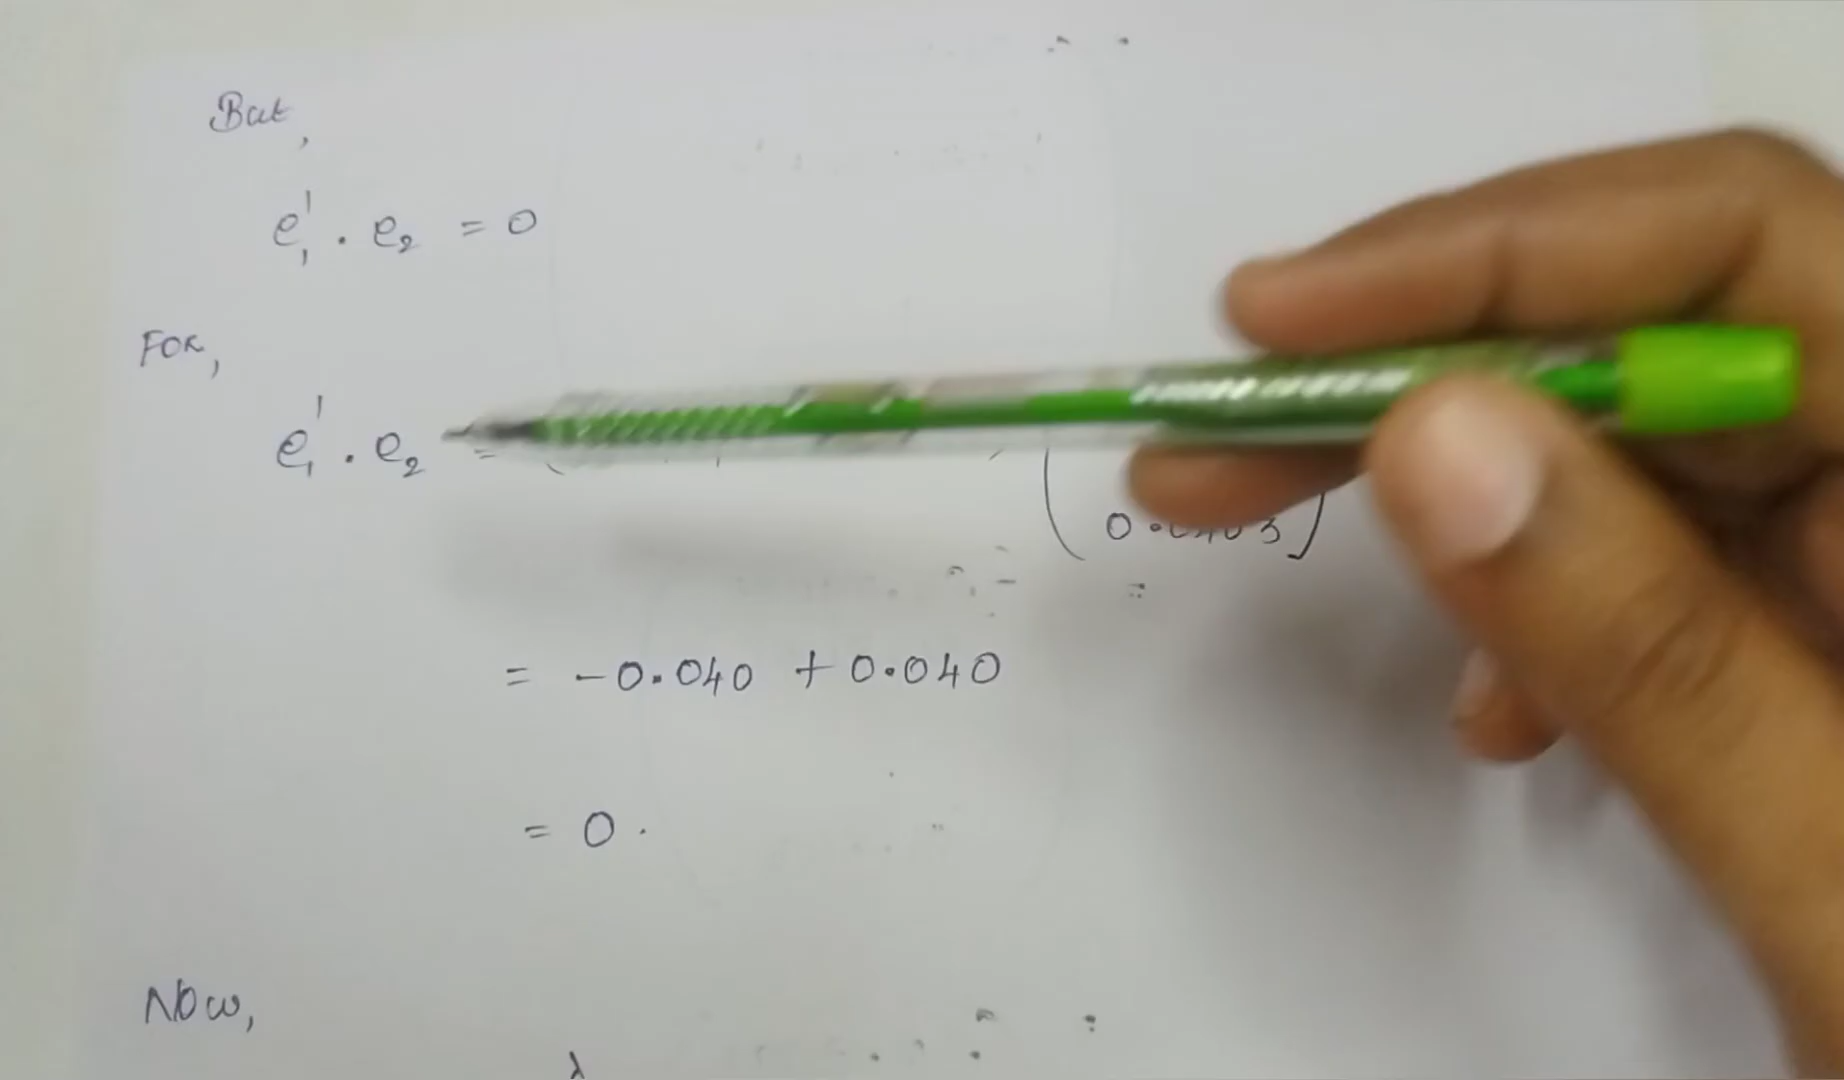 But,
e₁' . e₂ = 0
For,
e₁' . e₂ =
= -0.040 + 0.040
= 0.
Now,
λ